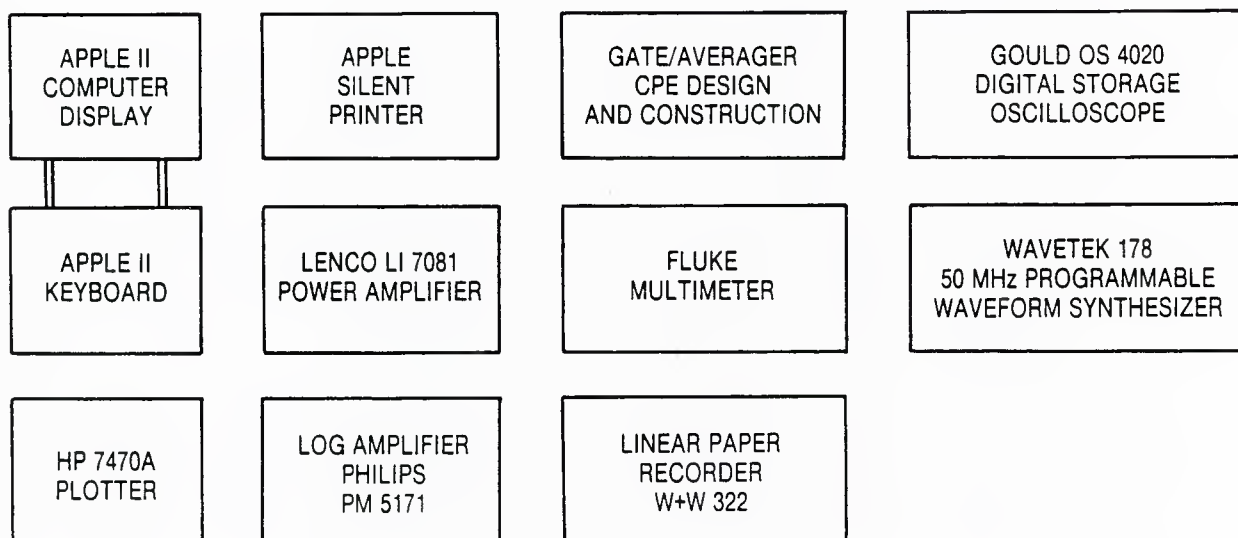 APPLE II
COMPUTER
DISPLAY
APPLE
SILENT
PRINTER
GATE/AVERAGER
CPE DESIGN
AND CONSTRUCTION
GOULD OS 4020
DIGITAL STORAGE
OSCILLOSCOPE
APPLE II
KEYBOARD
LENCO LI 7081
POWER AMPLIFIER
FLUKE
MULTIMETER
WAVETEK 178
50 MHz PROGRAMMABLE
WAVEFORM SYNTHESIZER
HP 7470A
PLOTTER
LOG AMPLIFIER
PHILIPS
PM 5171
LINEAR PAPER
RECORDER
W+W 322